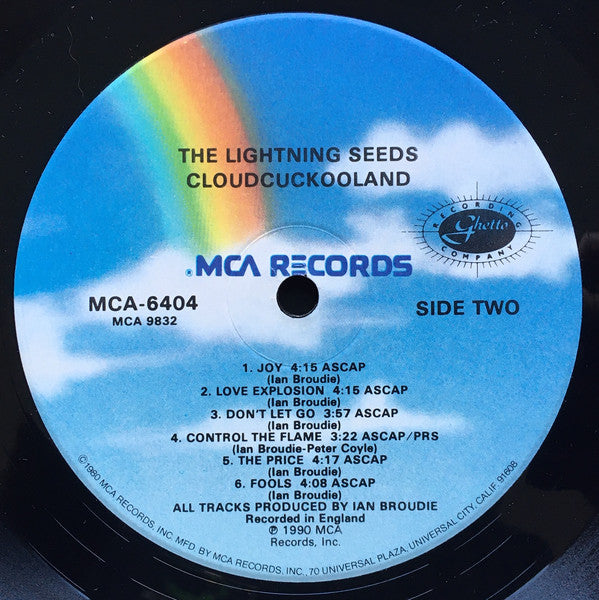 THE LIGHTNING SEEDS
CLOUDCUCKOOLAND
RECORDING
Ghetto
COMPANY
MCA RECORDS
MCA-6404
MCA 9832
SIDE TWO
1. JOY 4:15 ASCAP
(Ian Broudie)
2. LOVE EXPLOSION 4:15 ASCAP
(Ian Broudie)
3. DON'T LET GO 3:57 ASCAP
(Ian Broudie)
4. CONTROL THE FLAME 3:22 ASCAP/PRS
(Ian Broudie-Peter Coyle)
5. THE PRICE 4:17 ASCAP
(Ian Broudie)
6. FOOLS 4:08 ASCAP
(Ian Broudie)
ALL TRACKS PRODUCED BY IAN BROUDIE
Recorded in England
℗ 1990 MCA
Records, Inc.
©1980 MCA RECORDS, INC. MFD BY MCA RECORDS, INC., 70 UNIVERSAL PLAZA, UNIVERSAL CITY, CALIF. 91608